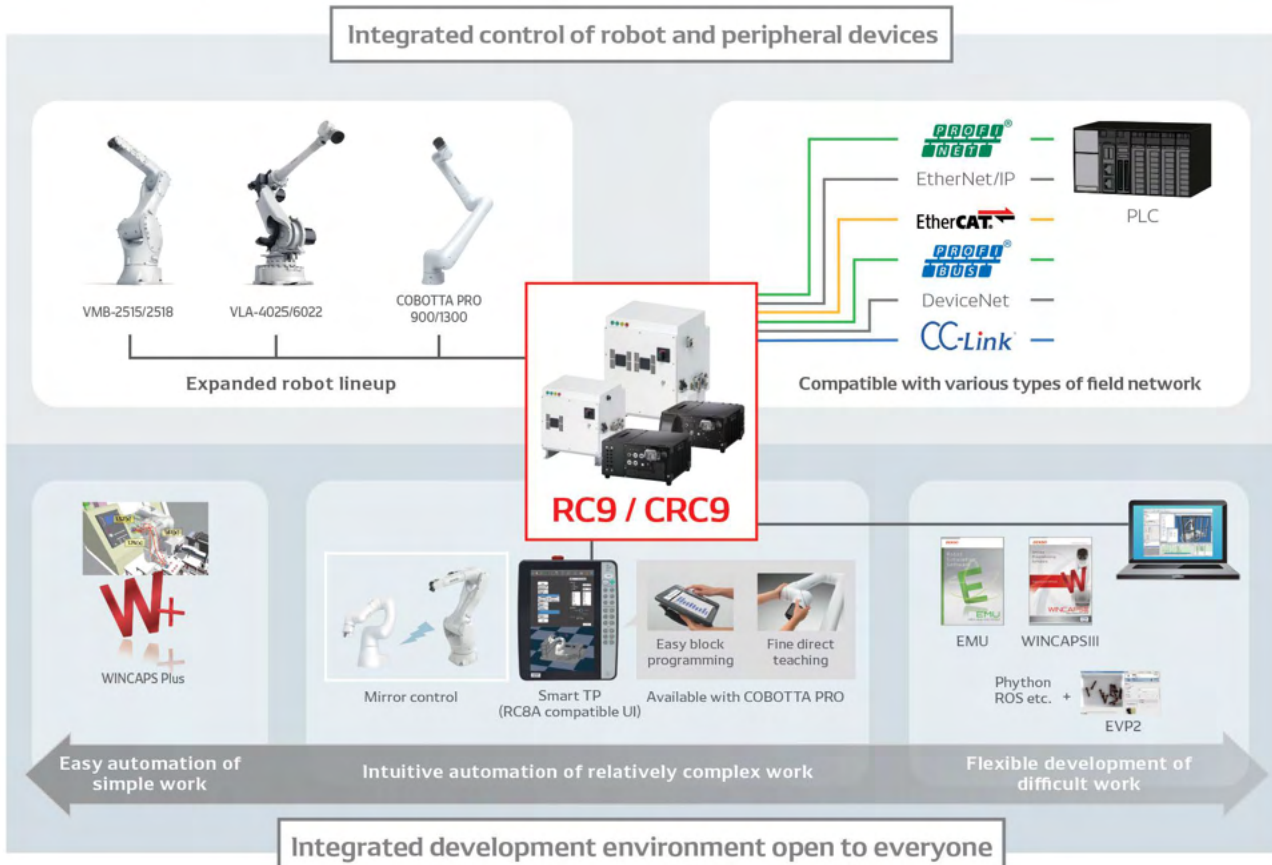 Integrated control of robot and peripheral devices
VMB-2515/2518
VLA-4025/6022
COBOTTA PRO
900/1300
Expanded robot lineup
PROFI
NET
EtherNet/IP
EtherCAT
PROFI
BUS
DeviceNet
CC-Link
PLC
Compatible with various types of field network
RC9 / CRC9
W+
WINCAPS Plus
Mirror control
Smart TP
(RC8A compatible UI)
Easy block
programming
Fine direct
teaching
Available with COBOTTA PRO
E
EMU
EMU
W
WINCAPSIII
WINCAPSIII
Phython
ROS etc.
+
EVP2
Easy automation of
simple work
Intuitive automation of relatively complex work
Flexible development of
difficult work
Integrated development environment open to everyone